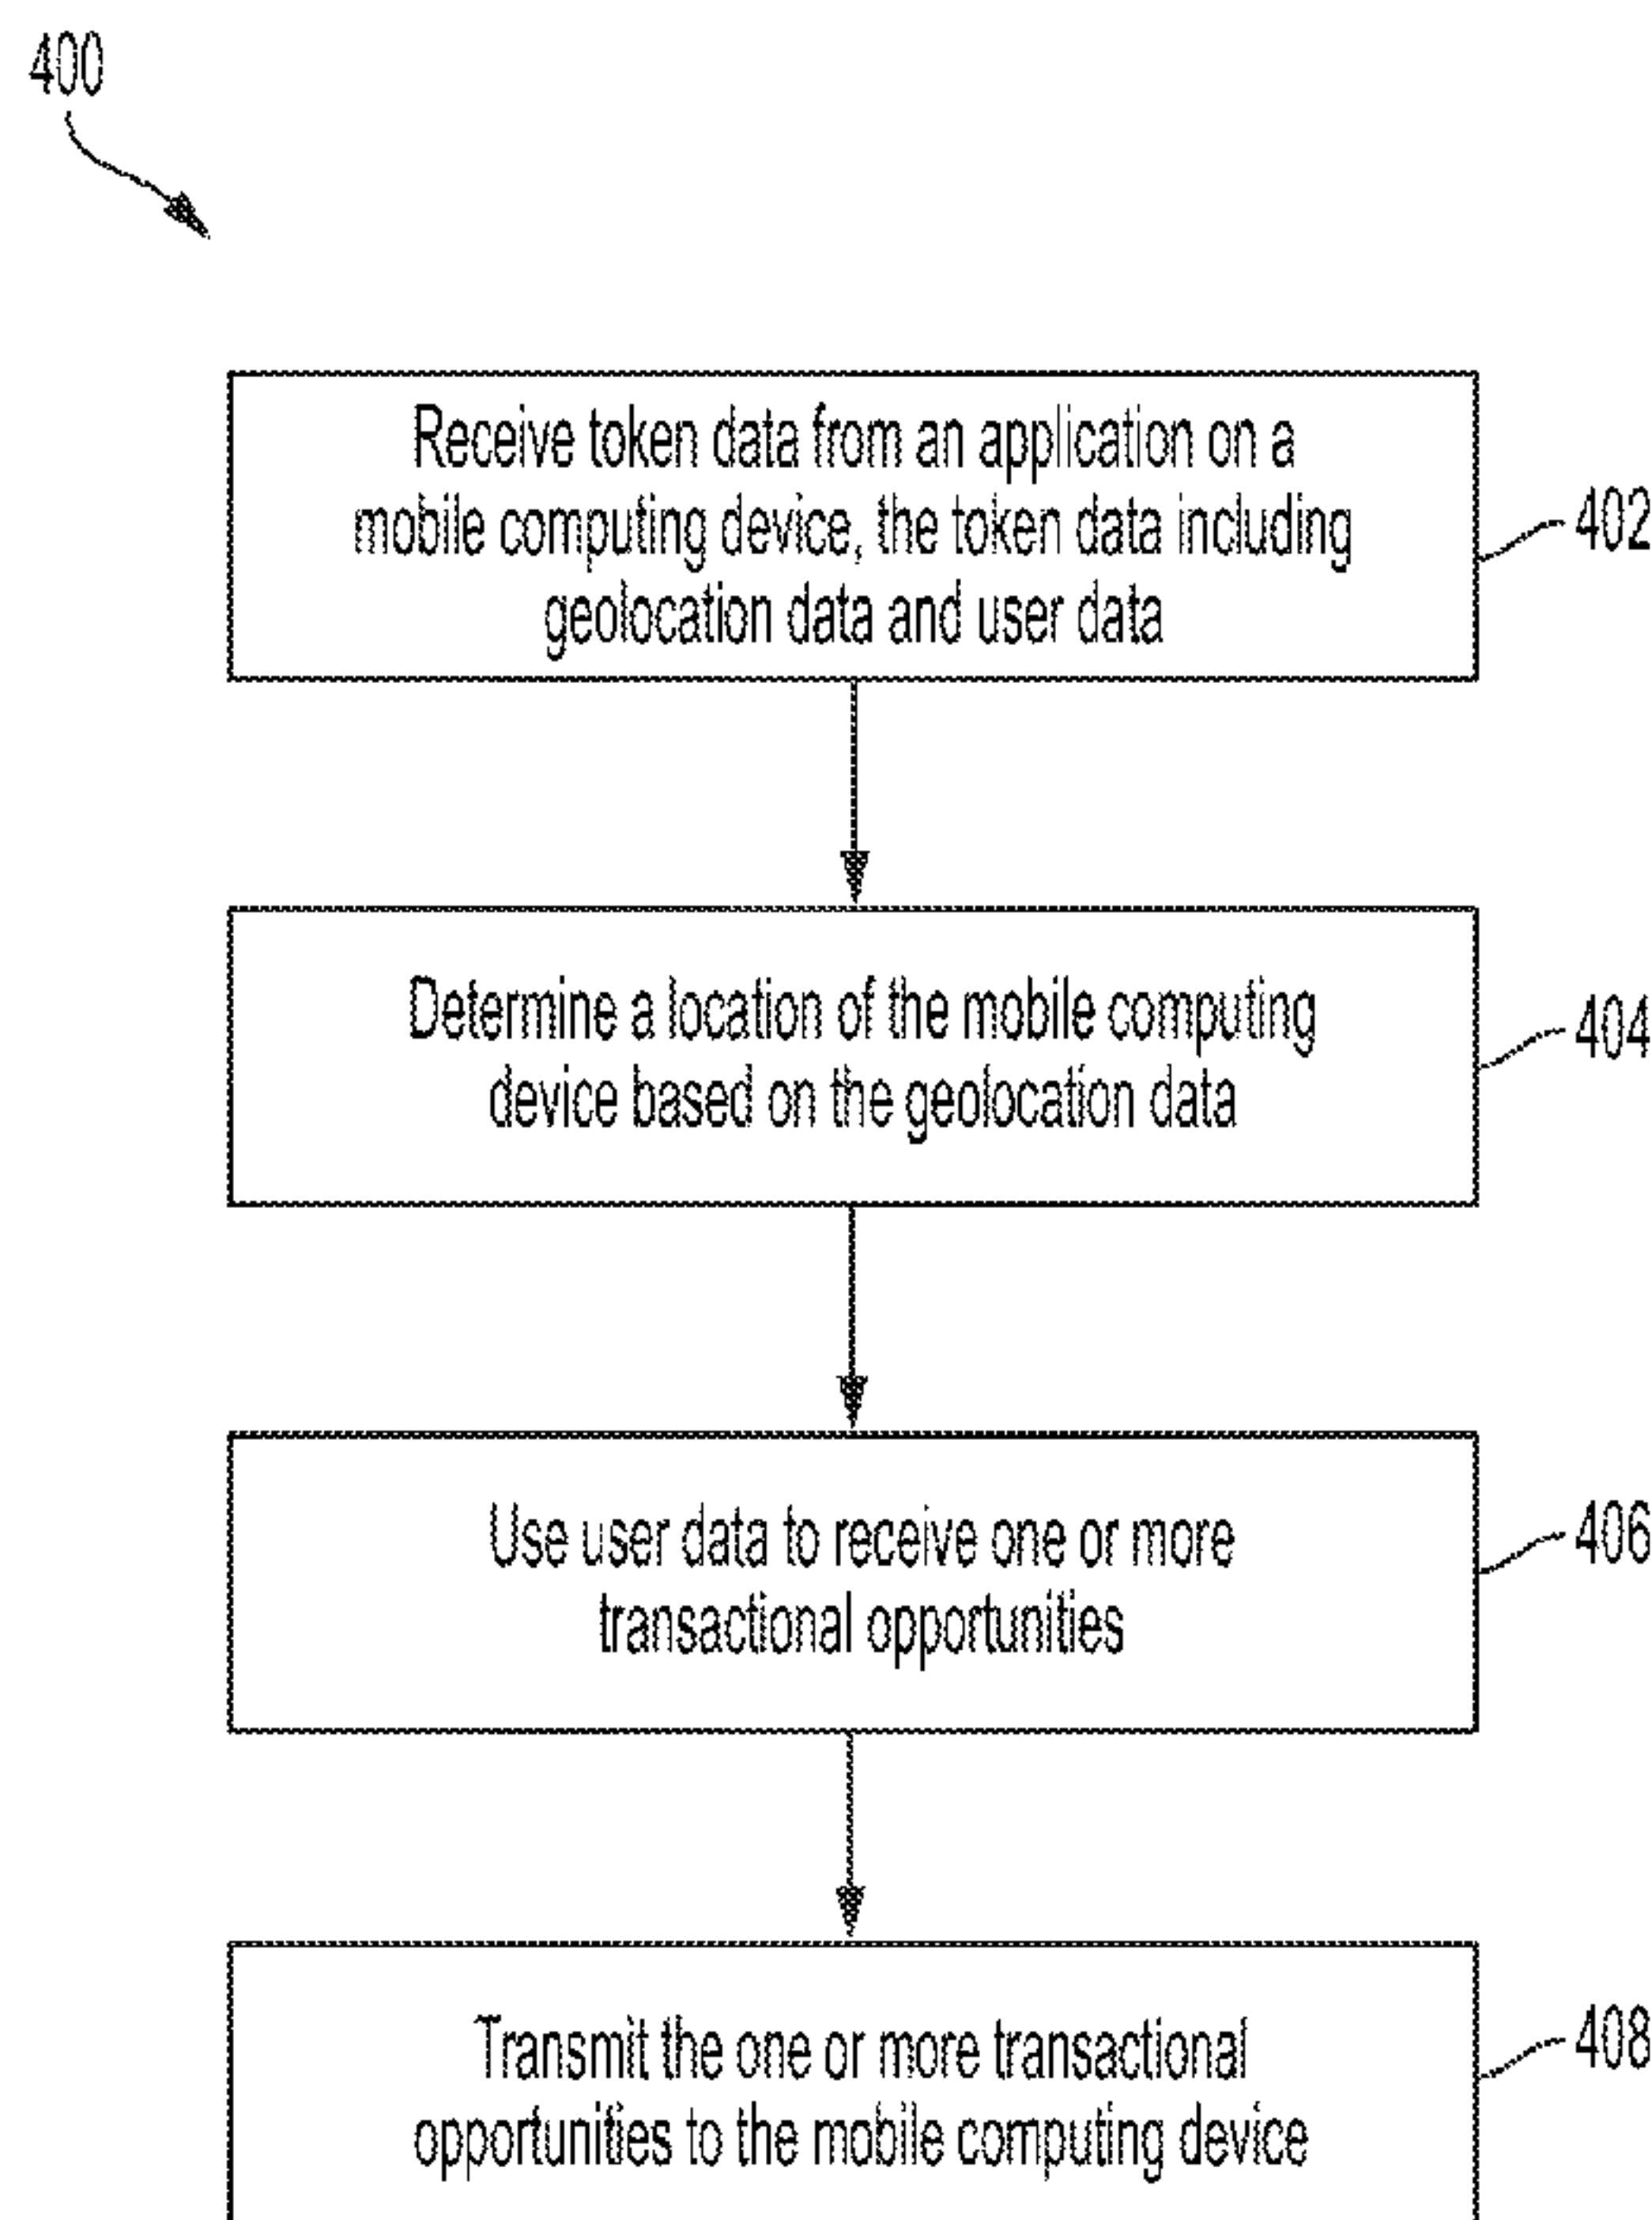 400
Receive token data from an application on a
mobile computing device, the token data including
geolocation data and user data
402
Determine a location of the mobile computing
device based on the geolocation data
404
Use user data to receive one or more
transactional opportunities
406
Transmit the one or more transactional
opportunities to the mobile computing device
408